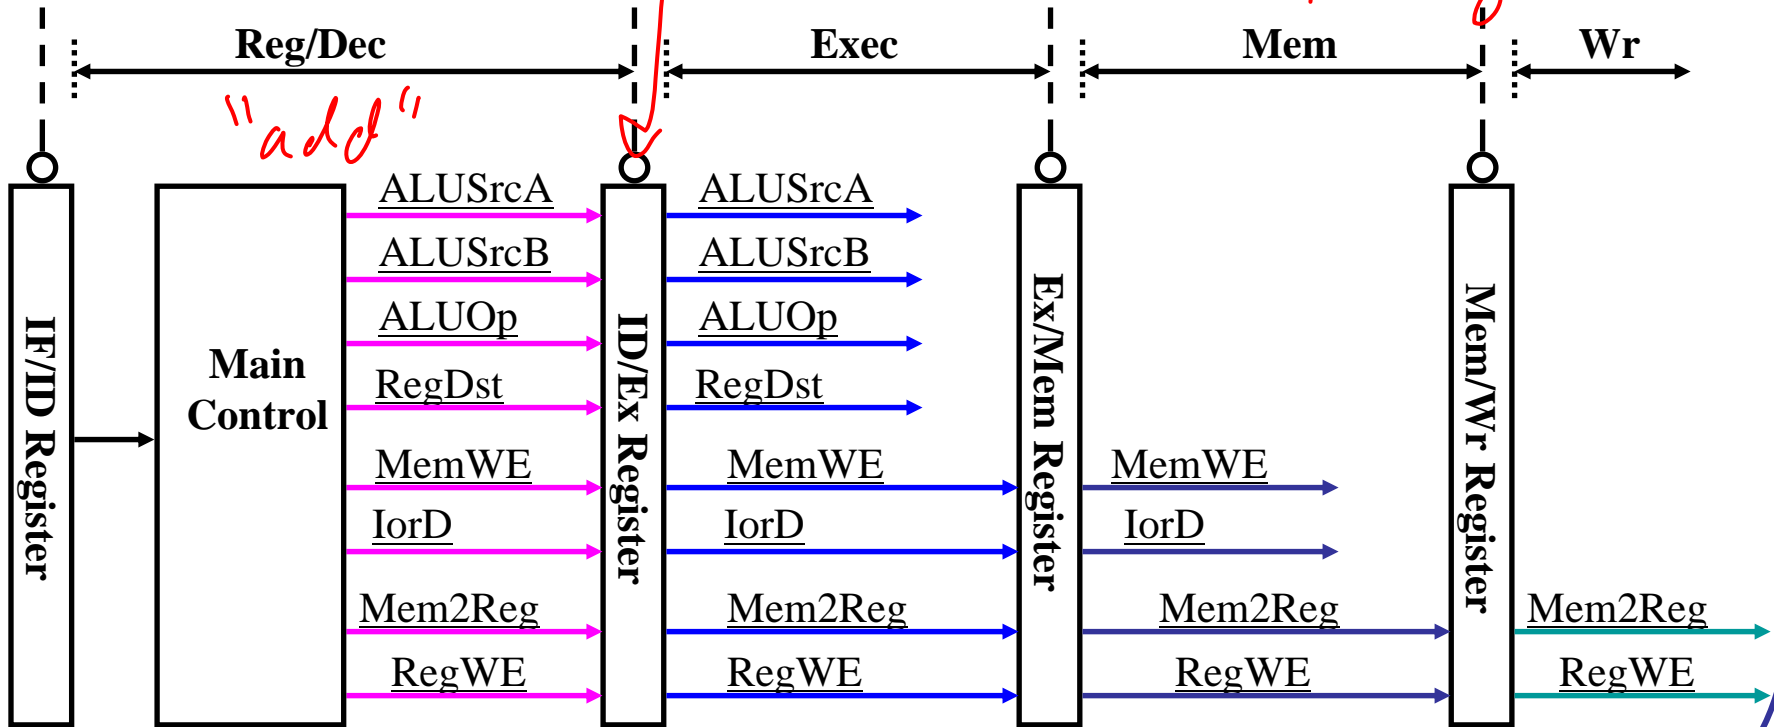 Reg/Dec Exec Mem Wr
"add"
ALUSrcA ALUSrcA
ALUSrcB ALUSrcB
ALUOp ALUOp
RegDst RegDst
MemWE MemWE MemWE
IorD IorD IorD
Mem2Reg Mem2Reg Mem2Reg Mem2Reg
RegWE RegWE RegWE RegWE
IF/ID Register
Main
Control
ID/Ex Register
Ex/Mem Register
Mem/Wr Register